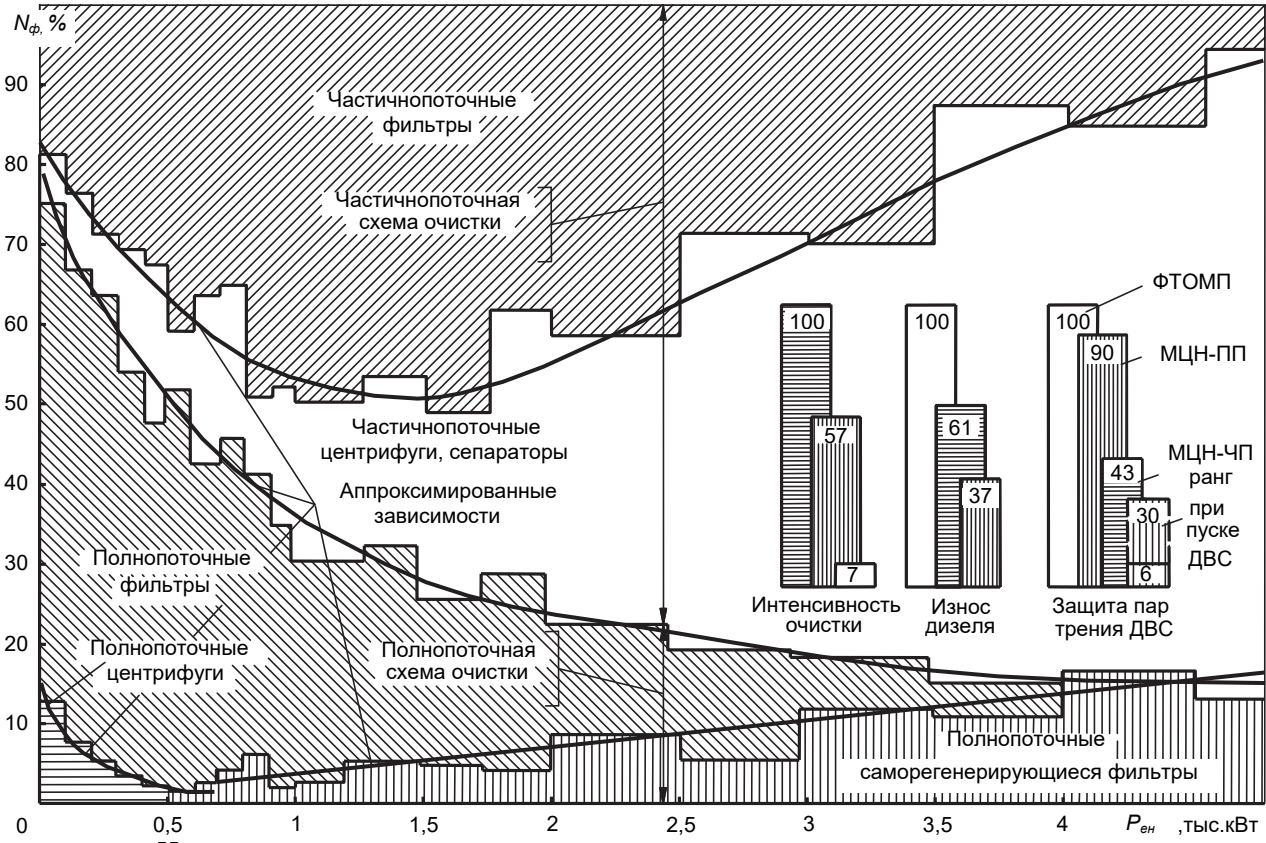 Nф, %
90
80
70
60
50
40
30
20
10
0
0,5
1
1,5
2
2,5
3
3,5
4
Pен ,тыс.кВт
Частичнопоточные
фильтры
Частичнопоточная
схема очистки
Частичнопоточные
центрифуги, сепараторы
Аппроксимированные
зависимости
Полнопоточные
фильтры
Полнопоточные
центрифуги
Полнопоточная
схема очистки
Полнопоточные
саморегенерирующиеся фильтры
100
57
7
Интенсивность
очистки
100
61
37
Износ
дизеля
100
90
43
30
6
Защита пар
трения ДВС
ФТОМП
МЦН-ПП
МЦН-ЧП
ранг
при
пуске
ДВС